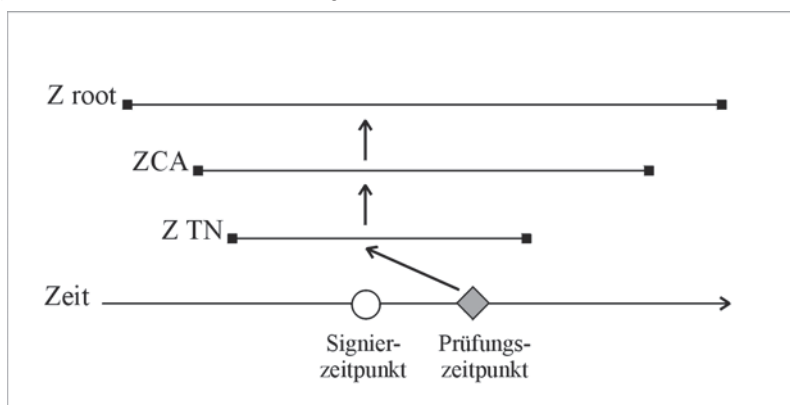 Z root
ZCA
Z TN
Zeit
Signier-
zeitpunkt
Prüfungs-
zeitpunkt